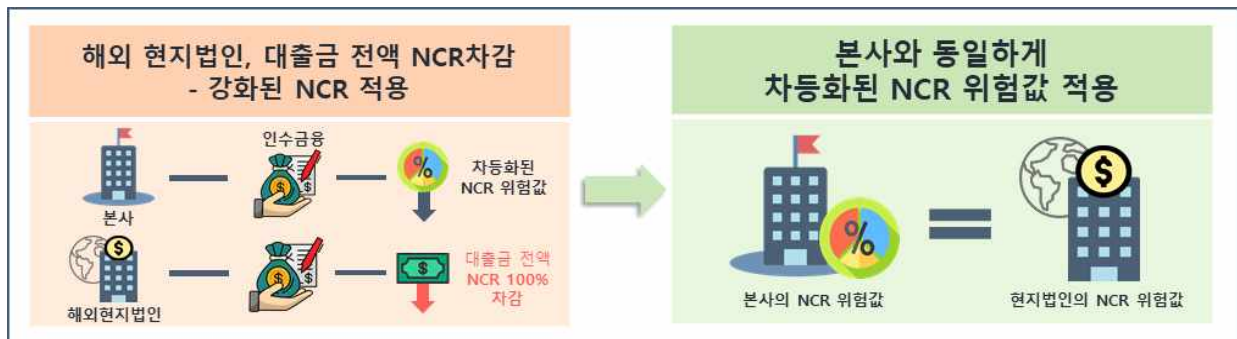 해외 현지법인, 대출금 전액 NCR차감
- 강화된 NCR 적용
인수금융
본사
차등화된
NCR 위험값
해외현지법인
대출금 전액
NCR 100%
차감
본사와 동일하게
차등화된 NCR 위험값 적용
본사의 NCR 위험값
현지법인의 NCR 위험값